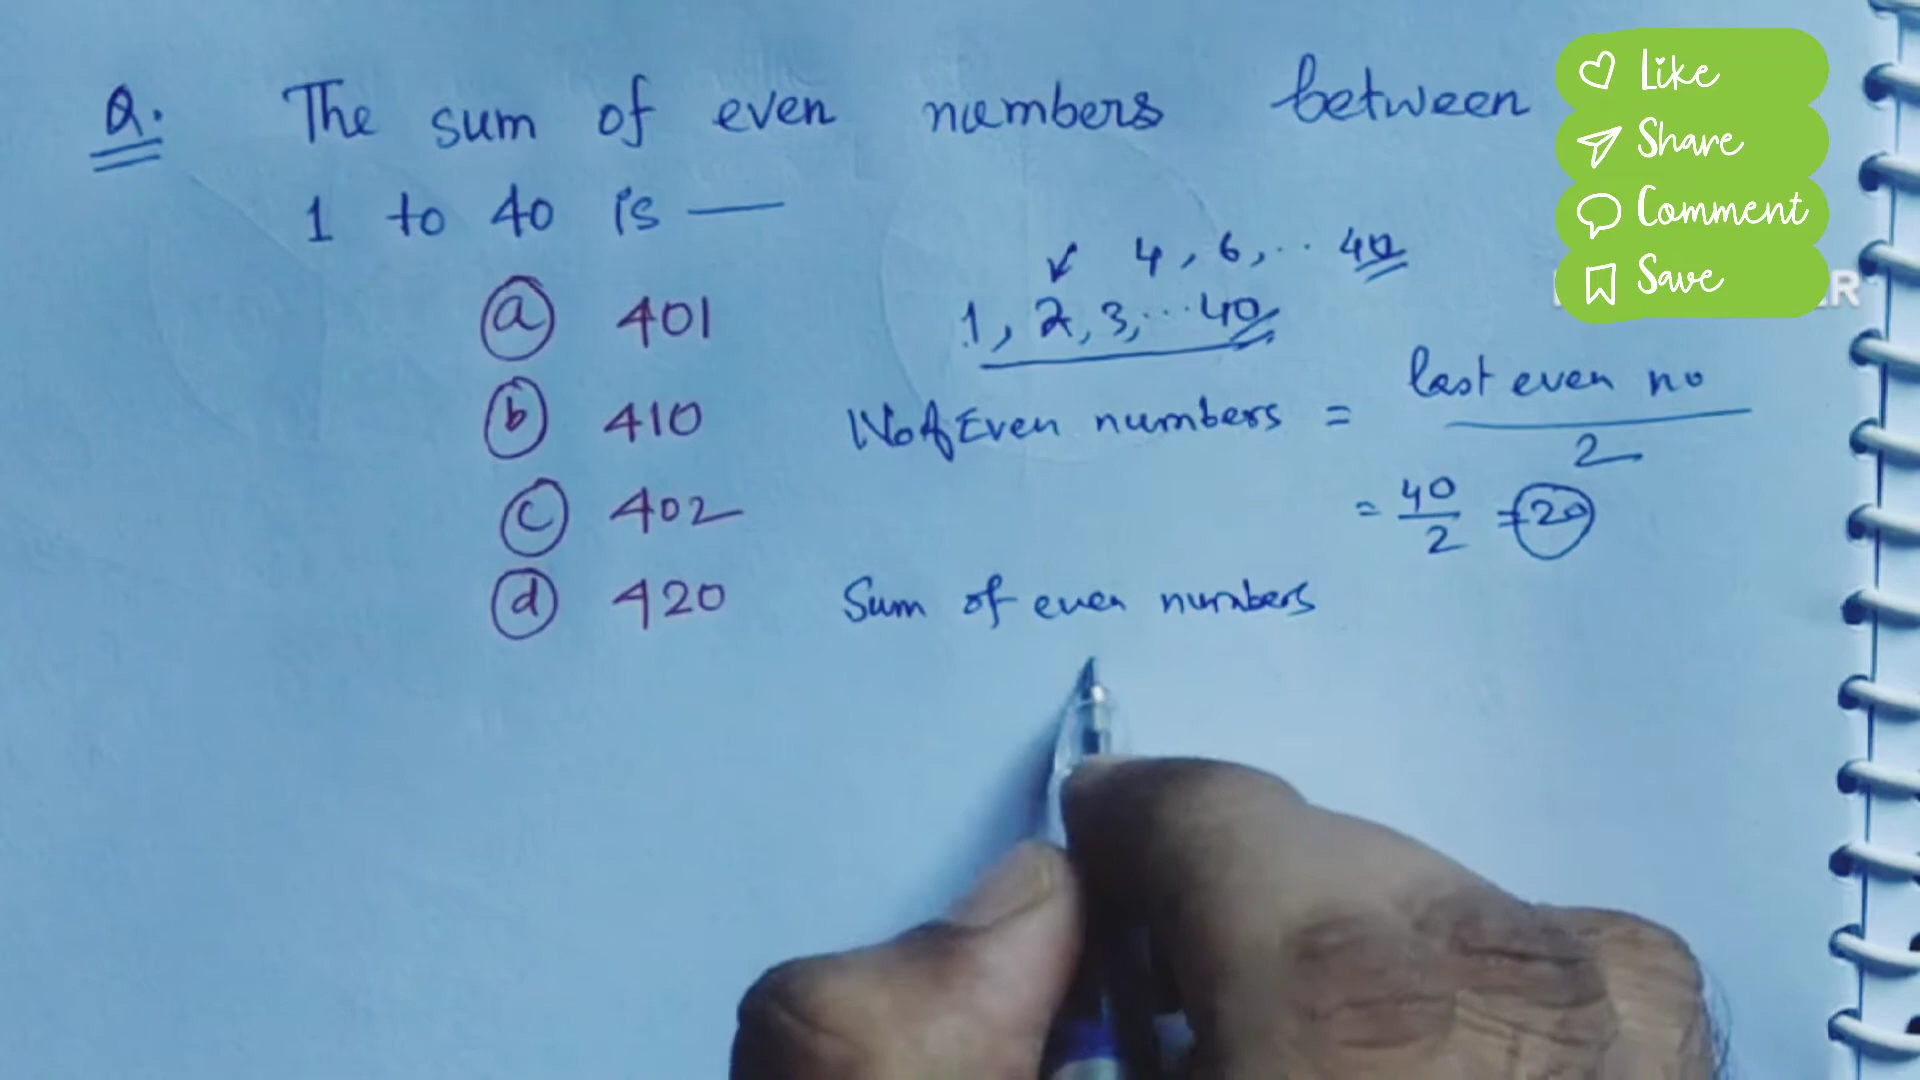 Q. The sum of even numbers between
1 to 40 is —
4, 6, .. 40
1, 2, 3, ... 40
a 401
b 410
c 402
d 420
No of Even numbers = last even no
2
= 40
2
= 20
Sum of even numbers
Like
Share
Comment
Save